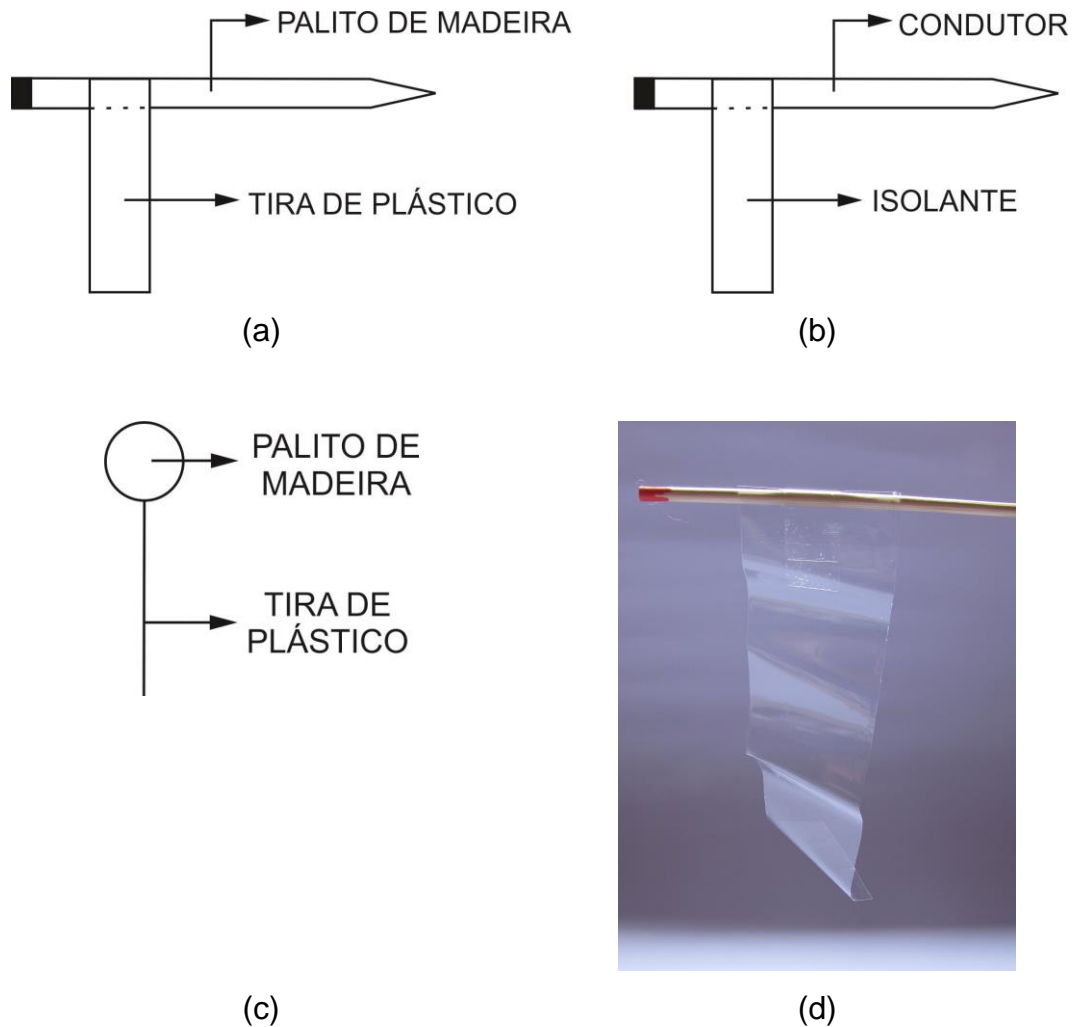 PALITO DE MADEIRA
TIRA DE PLÁSTICO
(a)
CONDUTOR
ISOLANTE
(b)
PALITO DE
MADEIRA
TIRA DE
PLÁSTICO
(c)
(d)